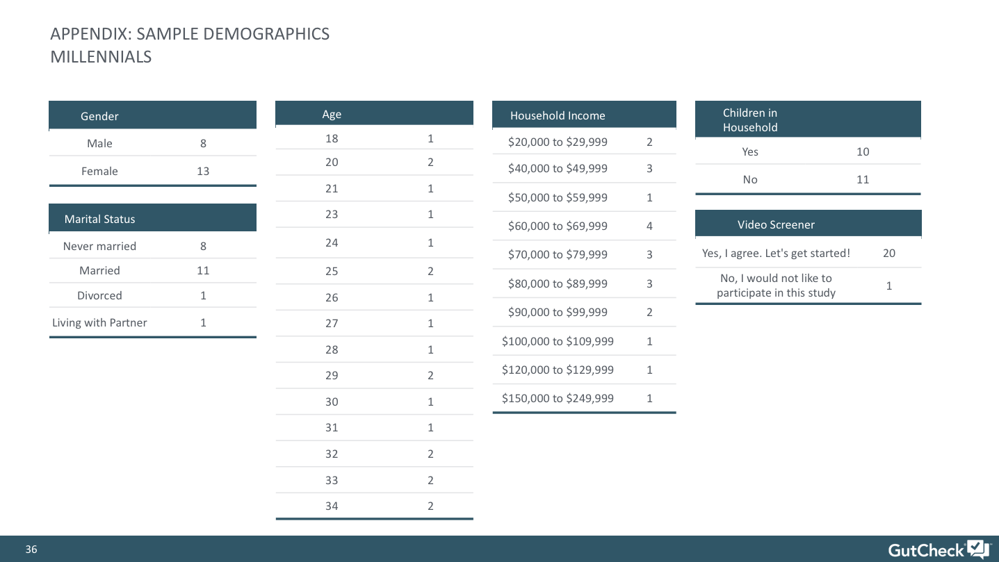 APPENDIX: SAMPLE DEMOGRAPHICS
MILLENNIALS
Gender
Male 8
Female 13
Marital Status
Never married 8
Married 11
Divorced 1
Living with Partner 1
Age
18 1
20 2
21 1
23 1
24 1
25 2
26 1
27 1
28 1
29 2
30 1
31 1
32 2
33 2
34 2
Household Income
$20,000 to $29,999 2
$40,000 to $49,999 3
$50,000 to $59,999 1
$60,000 to $69,999 4
$70,000 to $79,999 3
$80,000 to $89,999 3
$90,000 to $99,999 2
$100,000 to $109,999 1
$120,000 to $129,999 1
$150,000 to $249,999 1
Children in
Household
Yes 10
No 11
Video Screener
Yes, I agree. Let's get started! 20
No, I would not like to
participate in this study 1
36
GutCheck